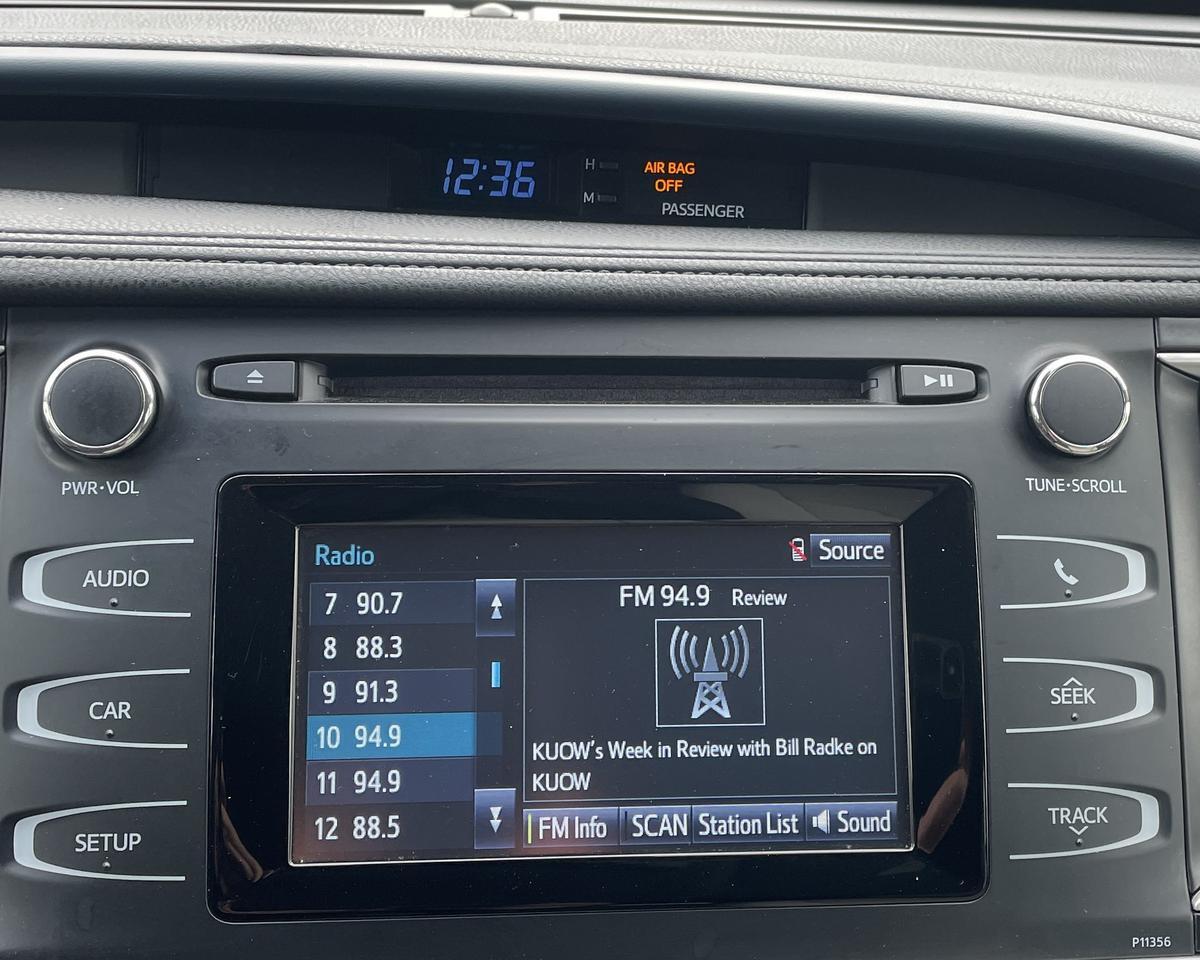 12:36
H
M
AIR BAG
OFF
PASSENGER
PWR•VOL
TUNE•SCROLL
AUDIO
CAR
SETUP
Radio
Source
7 90.7
8 88.3
9 91.3
10 94.9
11 94.9
12 88.5
FM 94.9 Review
KUOW's Week in Review with Bill Radke on
KUOW
FM Info
SCAN
Station List
Sound
SEEK
TRACK
P11356